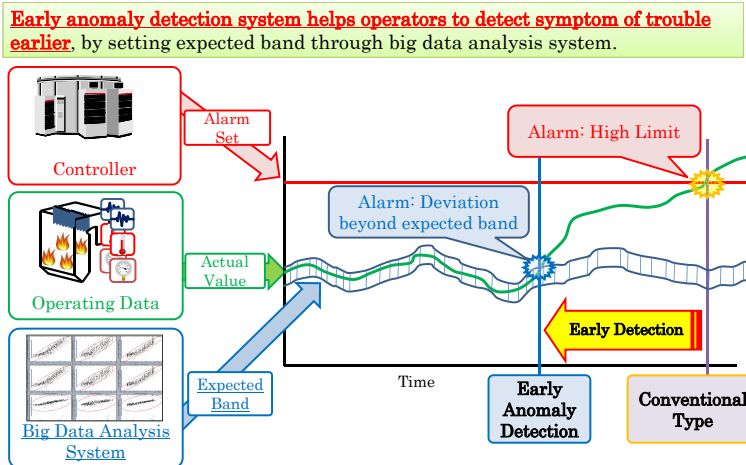 Early anomaly detection system helps operators to detect symptom of trouble
earlier, by setting expected band through big data analysis system.
Controller
Alarm
Set
Alarm: High Limit
Alarm: Deviation
beyond expected band
Operating Data
Actual
Value
Early Detection
Big Data Analysis
System
Expected
Band
Time
Early
Anomaly
Detection
Conventional
Type